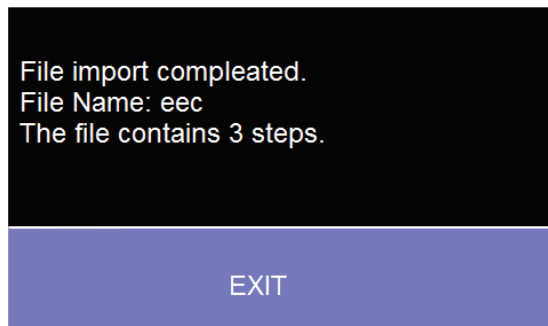 File import compleated.
File Name: eec
The file contains 3 steps.
EXIT